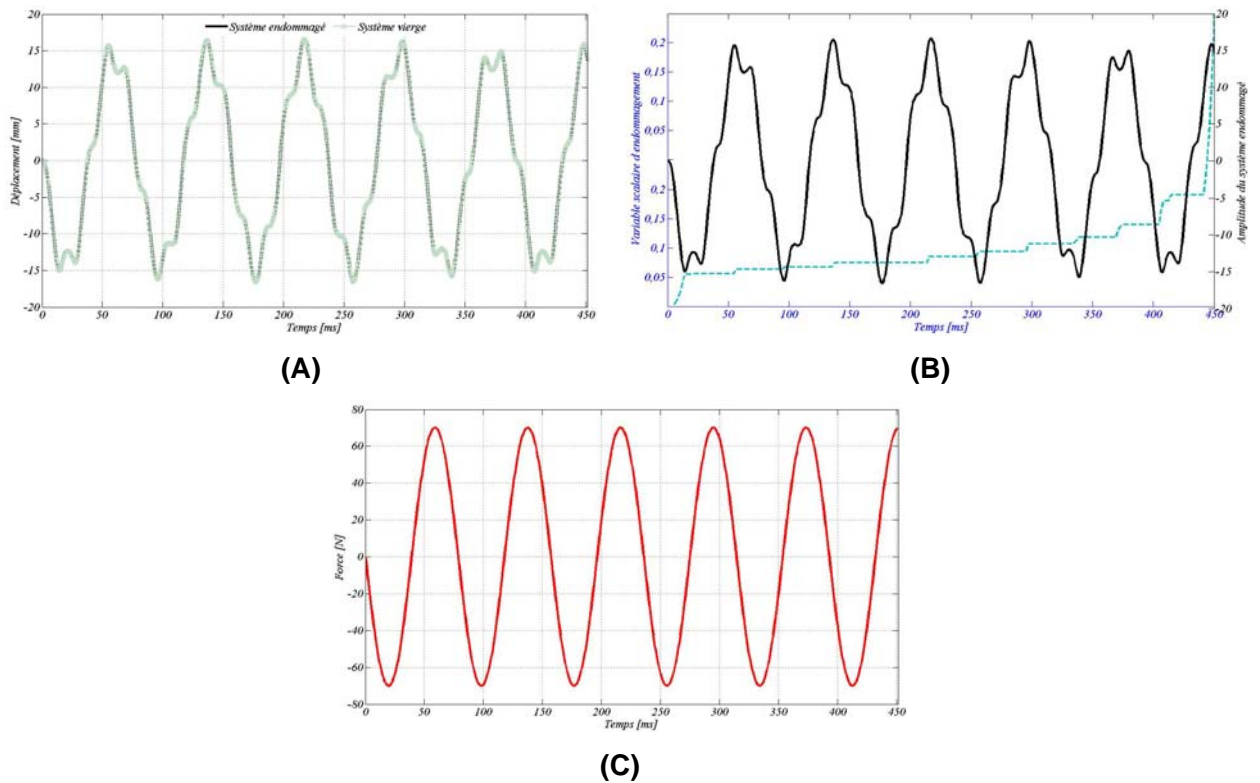 Système endommagé
Système vierge
Déplacement [mm]
20
15
10
5
0
-5
-10
-15
-20
0 50 100 150 200 250 300 350 400 450
Temps [ms]
(A)
Variable scalaire d endommagement
0,2
0,15
0,1
0,05
0,2
0,15
0,1
0,05
20
15
10
5
0
-5
-10
-15
-20
Amplitude du système endommagé
0 50 100 150 200 250 300 350 400 450
Temps [ms]
(B)
Force [N]
80
60
40
20
0
-20
-40
-60
-80
0 50 100 150 200 250 300 350 400 450
Temps [ms]
(C)